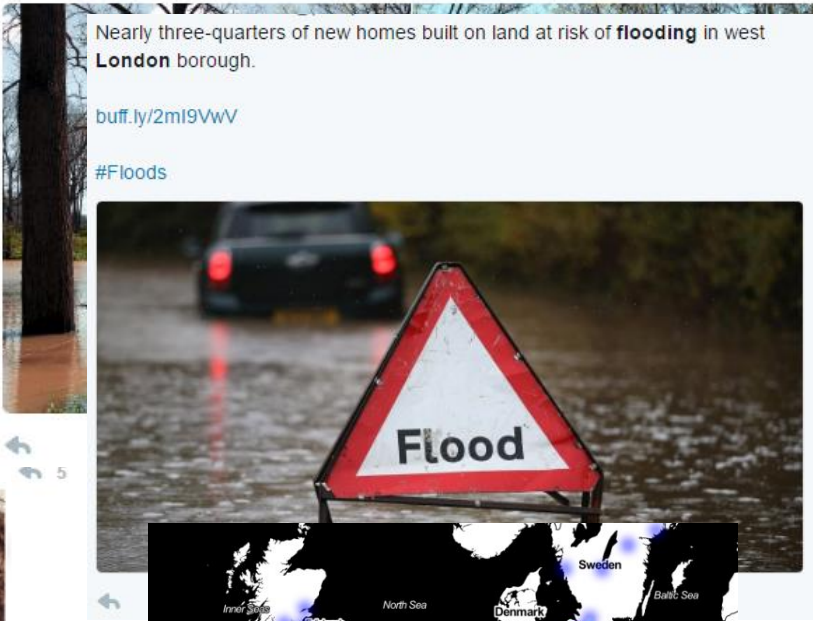 Nearly three-quarters of new homes built on land at risk of flooding in west
London borough.
buff.ly/2ml9VwV
#Floods
Flood
5
Sweden
Inner Seas
North Sea
Denmark
Baltic Sea